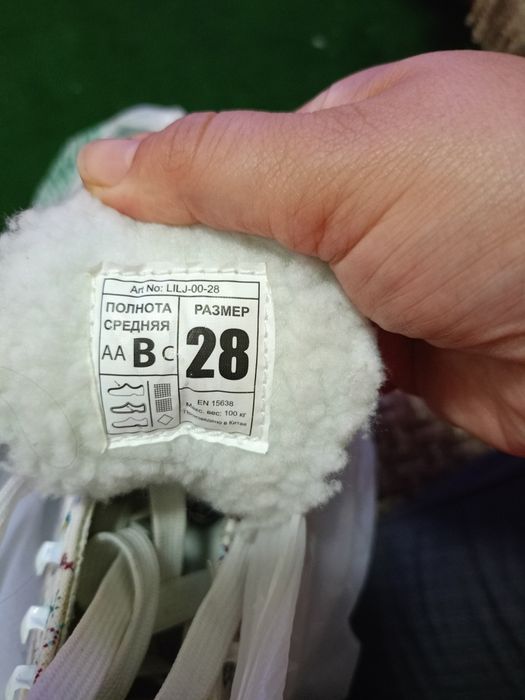 Art No: LILJ-00-28
ПОЛНОТА
СРЕДНЯЯ
AA B C
РАЗМЕР
28
EN 15638
Макс. вес: 100 кг
Произведено в Китае